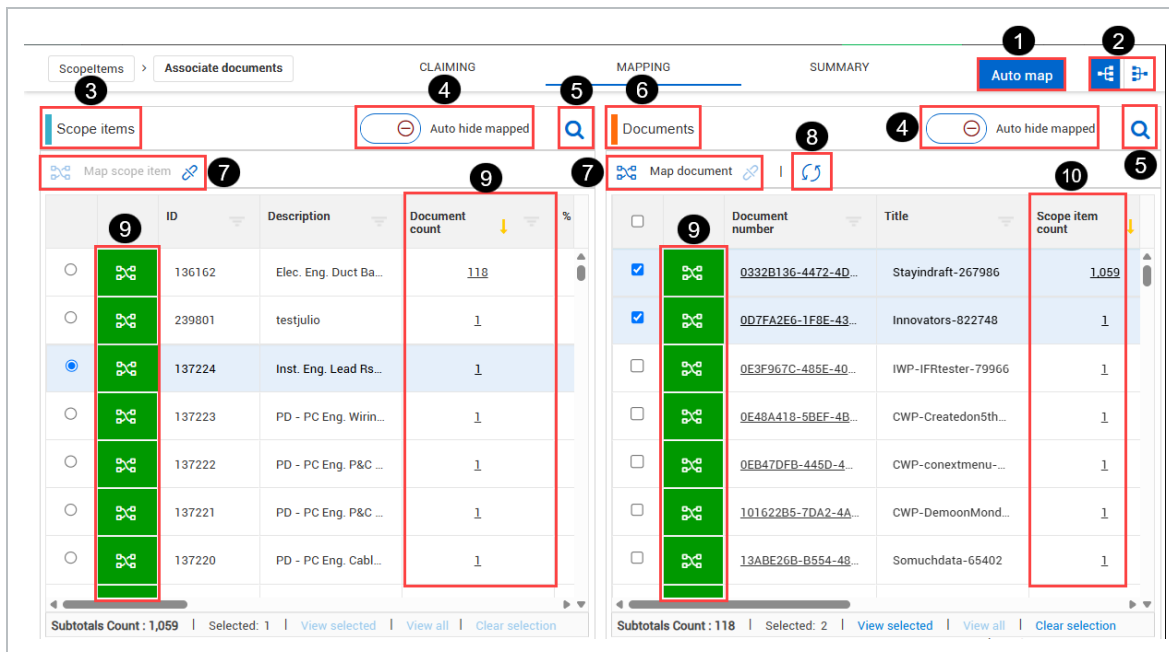 1
2
ScopeItems > Associate documents
CLAIMING
MAPPING
SUMMARY
Auto map
3
4
5
6
Scope items
Auto hide mapped
Documents
8
4
Auto hide mapped
5
Map scope item
7
9
7
Map document
10
ID
Description
Document count
%
9
Document number
Title
Scope item count
9
136162 Elec. Eng. Duct Ba... 118
239801 testjulio 1
137224 Inst. Eng. Lead Rs... 1
137223 PD - PC Eng. Wirin... 1
137222 PD - PC Eng. P&C ... 1
137221 PD - PC Eng. P&C ... 1
137220 PD - PC Eng. Cabl... 1
0332B136-4472-4D... Stayindraft-267986 1,059
0D7FA2E6-1F8E-43... Innovators-822748 1
0E3F967C-485E-40... IWP-IFRtester-79966 1
0E48A418-5BEF-4B... CWP-Createdon5th... 1
0EB47DFB-445D-4... CWP-conextmenu-... 1
101622B5-7DA2-4A... CWP-DemoonMond... 1
13ABE26B-B554-48... Somuchdata-65402 1
Subtotals Count : 1,059 | Selected: 1 | View selected | View all | Clear selection
Subtotals Count : 118 | Selected: 2 | View selected | View all | Clear selection